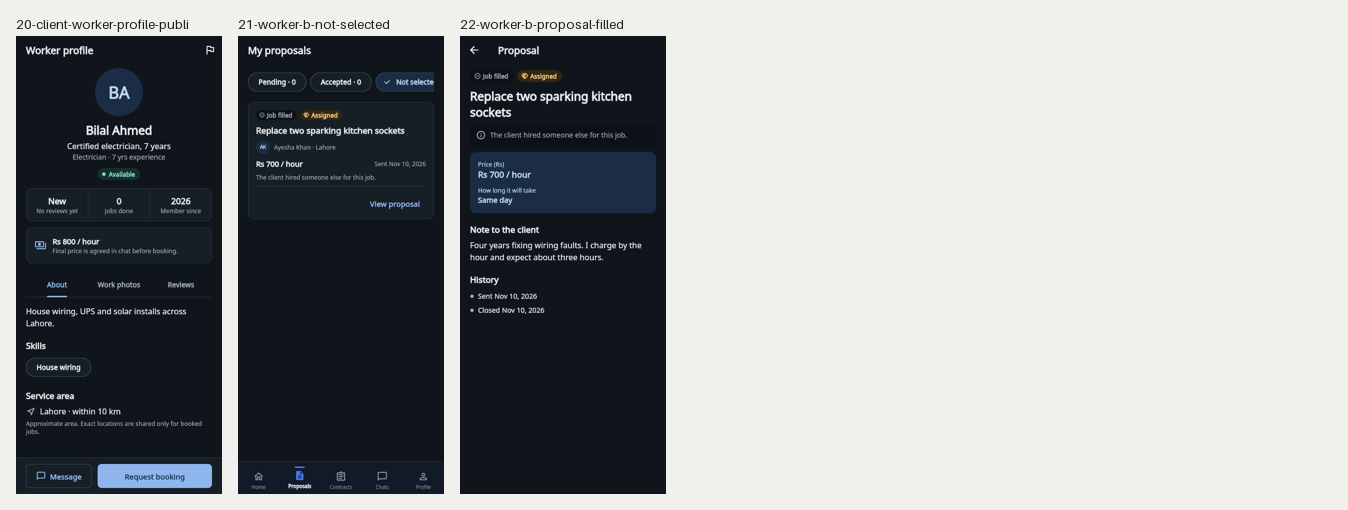 20-client-worker-profile-publi
Worker profile
BA
Bilal Ahmed
Certified electrician, 7 years
Electrician · 7 yrs experience
Available
New
No reviews yet
0
Jobs done
2026
Member since
Rs 800 / hour
Final price is agreed in chat before booking.
About
Work photos
Reviews
House wiring, UPS and solar installs across
Lahore.
Skills
House wiring
Service area
Lahore · within 10 km
Approximate area. Exact locations are shared only for booked
jobs.
Message
Request booking
21-worker-b-not-selected
My proposals
Pending · 0
Accepted · 0
Not selecte
Job filled
Assigned
Replace two sparking kitchen sockets
AK
Ayesha Khan · Lahore
Rs 700 / hour
Sent Nov 10, 2026
The client hired someone else for this job.
View proposal
Home
Proposals
Contracts
Chats
Profile
22-worker-b-proposal-filled
Proposal
Job filled
Assigned
Replace two sparking kitchen
sockets
The client hired someone else for this job.
Price (Rs)
Rs 700 / hour
How long it will take
Same day
Note to the client
Four years fixing wiring faults. I charge by the
hour and expect about three hours.
History
Sent Nov 10, 2026
Closed Nov 10, 2026